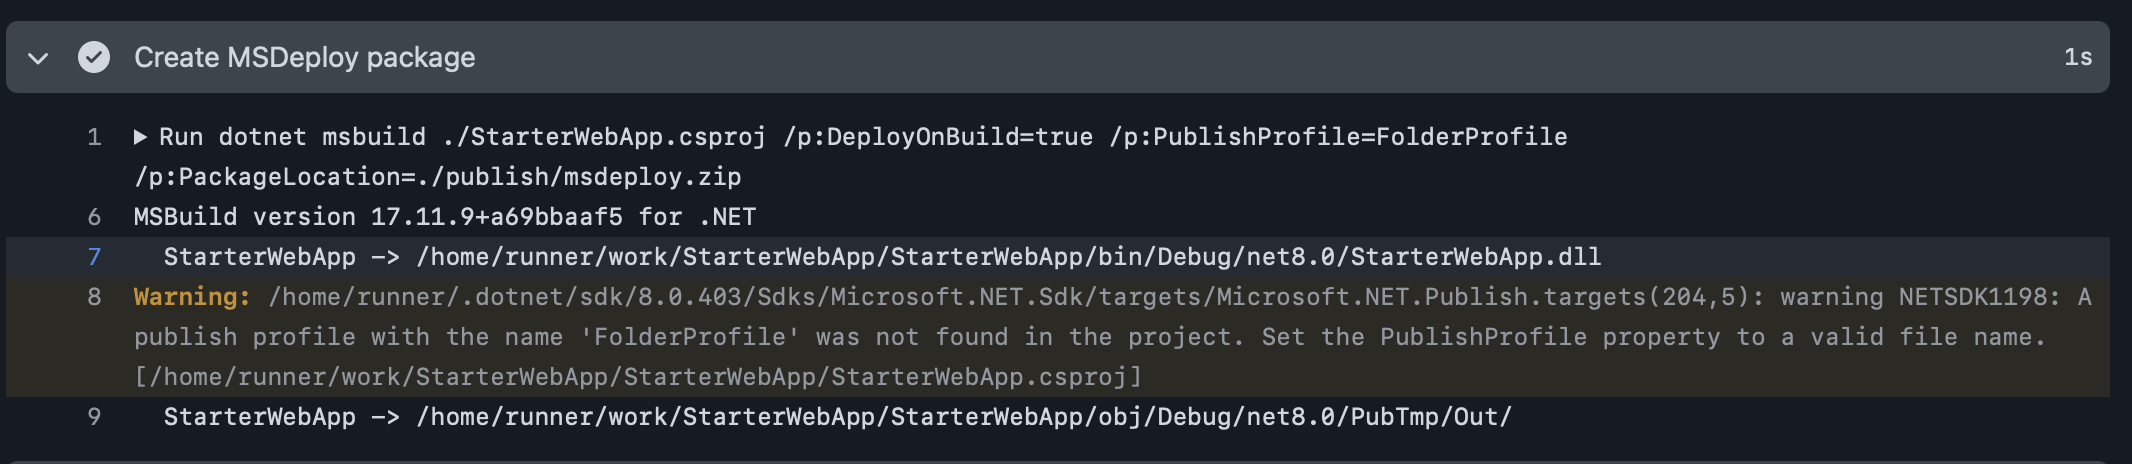 Create MSDeploy package 1s
1 ▶ Run dotnet msbuild ./StarterWebApp.csproj /p:DeployOnBuild=true /p:PublishProfile=FolderProfile
/p:PackageLocation=./publish/msdeploy.zip
6 MSBuild version 17.11.9+a69bbaaf5 for .NET
7 StarterWebApp -> /home/runner/work/StarterWebApp/StarterWebApp/bin/Debug/net8.0/StarterWebApp.dll
8 Warning: /home/runner/.dotnet/sdk/8.0.403/Sdks/Microsoft.NET.Sdk/targets/Microsoft.NET.Publish.targets(204,5): warning NETSDK1198: A
publish profile with the name 'FolderProfile' was not found in the project. Set the PublishProfile property to a valid file name.
[/home/runner/work/StarterWebApp/StarterWebApp/StarterWebApp.csproj]
9 StarterWebApp -> /home/runner/work/StarterWebApp/StarterWebApp/obj/Debug/net8.0/PubTmp/Out/